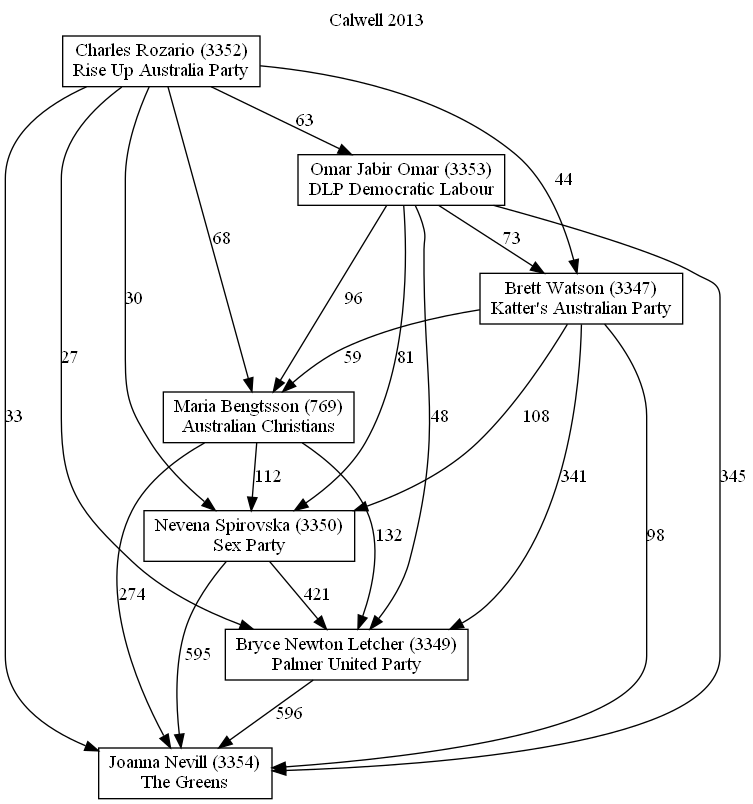 Calwell 2013
Charles Rozario (3352)
Rise Up Australia Party
63
Omar Jabir Omar (3353)
DLP Democratic Labour
44
68
73
Brett Watson (3347)
Katter's Australian Party
30
96
27
59
81
33
48
108
Maria Bengtsson (769)
Australian Christians
112
341
345
Nevena Spirovska (3350)
Sex Party
132
98
274
421
Bryce Newton Letcher (3349)
Palmer United Party
595
596
Joanna Nevill (3354)
The Greens